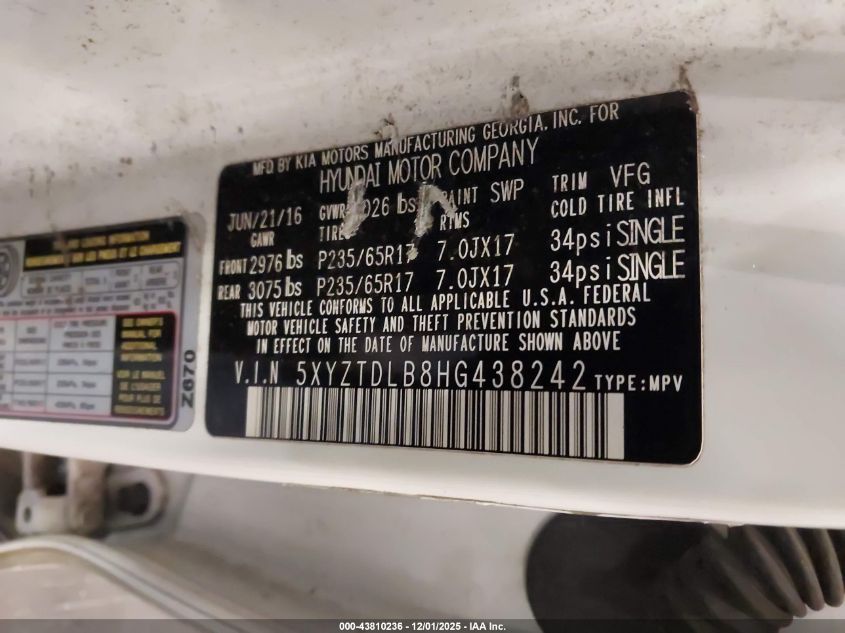 MFD BY KIA MOTORS MANUFACTURING GEORGIA, INC. FOR
HYUNDAI MOTOR COMPANY
JUN/21/16 GVWR 026 lbs PAINT SWP TRIM VFG
GAWR TIRES RIMS COLD TIRE INFL
FRONT 2976 lbs P235/65R17 7.0JX17 34psi SINGLE
REAR 3075 lbs P235/65R17 7.0JX17 34psi SINGLE
THIS VEHICLE CONFORMS TO ALL APPLICABLE U.S.A. FEDERAL
MOTOR VEHICLE SAFETY AND THEFT PREVENTION STANDARDS
IN EFFECT ON THE DATE OF MANUFACTURE SHOWN ABOVE
V.I.N 5XYZTDLB8HG438242 TYPE:MPV
Z670
000-43810236 - 12/01/2025 - IAA Inc.